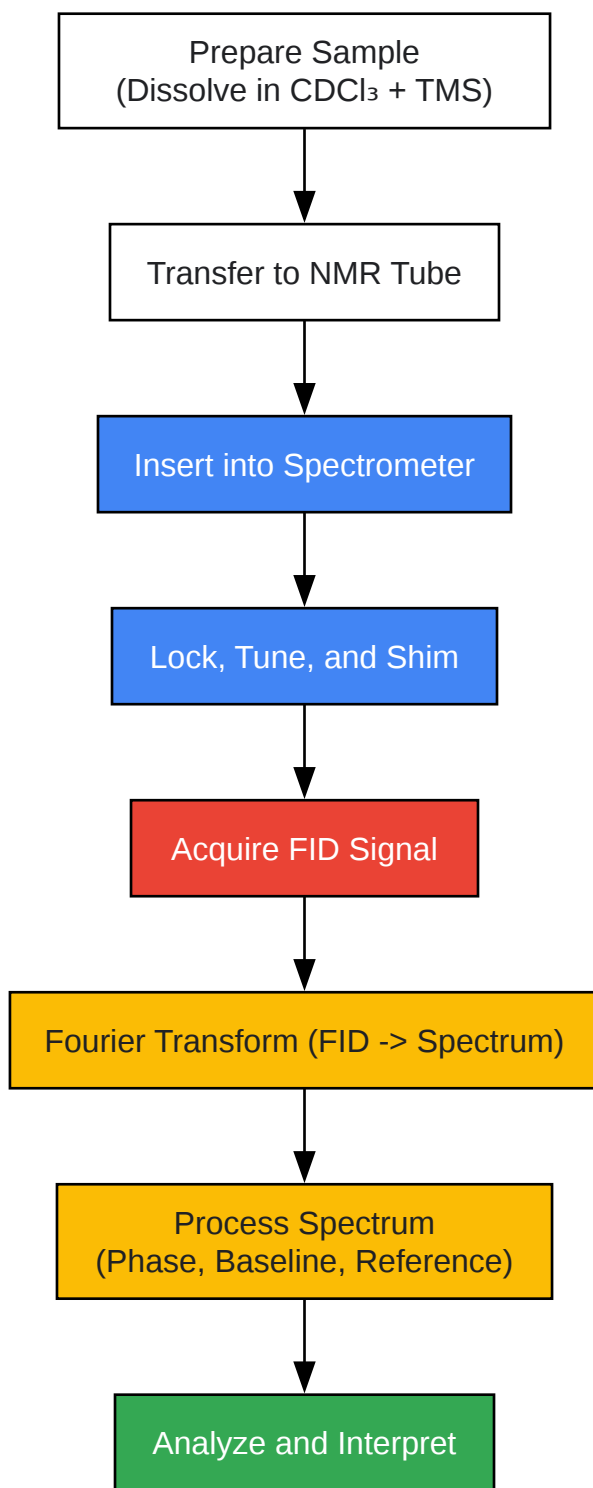 Prepare Sample
(Dissolve in CDCl₃ + TMS)
Transfer to NMR Tube
Insert into Spectrometer
Lock, Tune, and Shim
Acquire FID Signal
Fourier Transform (FID -> Spectrum)
Process Spectrum
(Phase, Baseline, Reference)
Analyze and Interpret